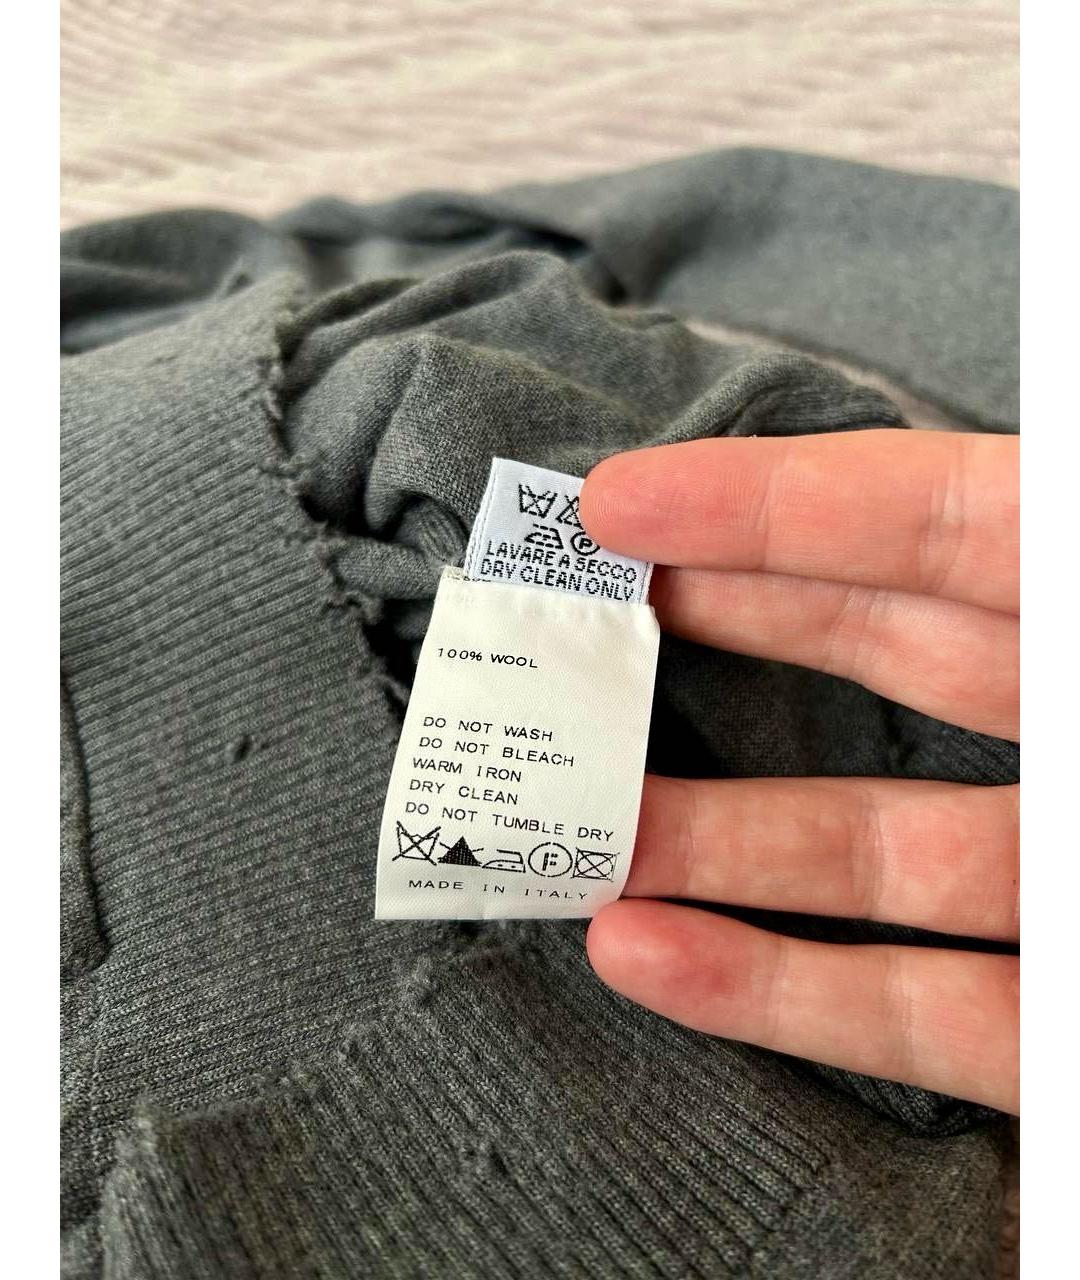 P
LAVARE A SECCO
DRY CLEAN ONLY
100% WOOL
DO NOT WASH
DO NOT BLEACH
WARM IRON
DRY CLEAN
DO NOT TUMBLE DRY
F
MADE IN ITALY